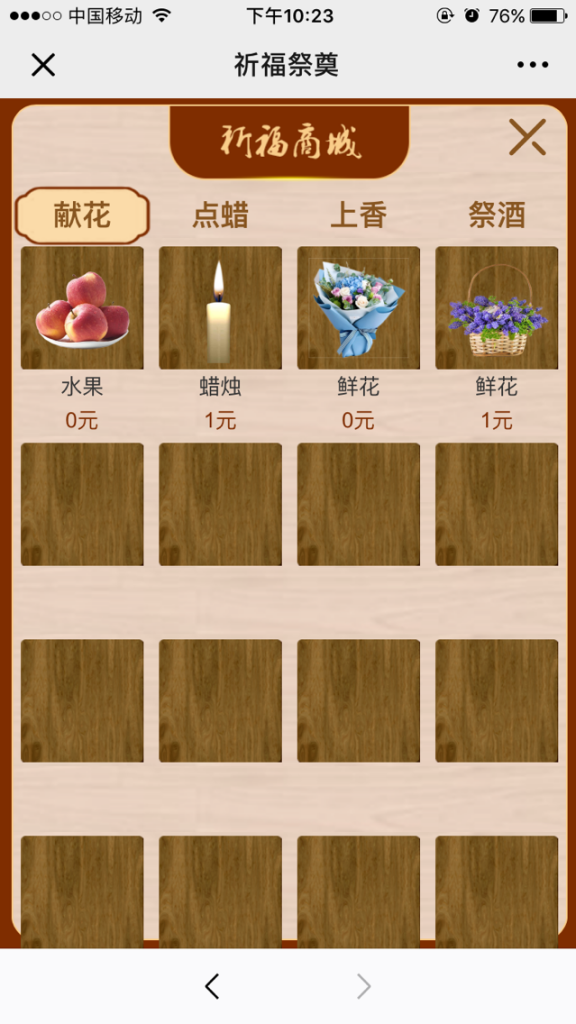 中国移动 下午10:23 76%
祈福祭奠
祈福商城
献花 点蜡 上香 祭酒
水果 蜡烛 鲜花 鲜花
0元 1元 0元 1元